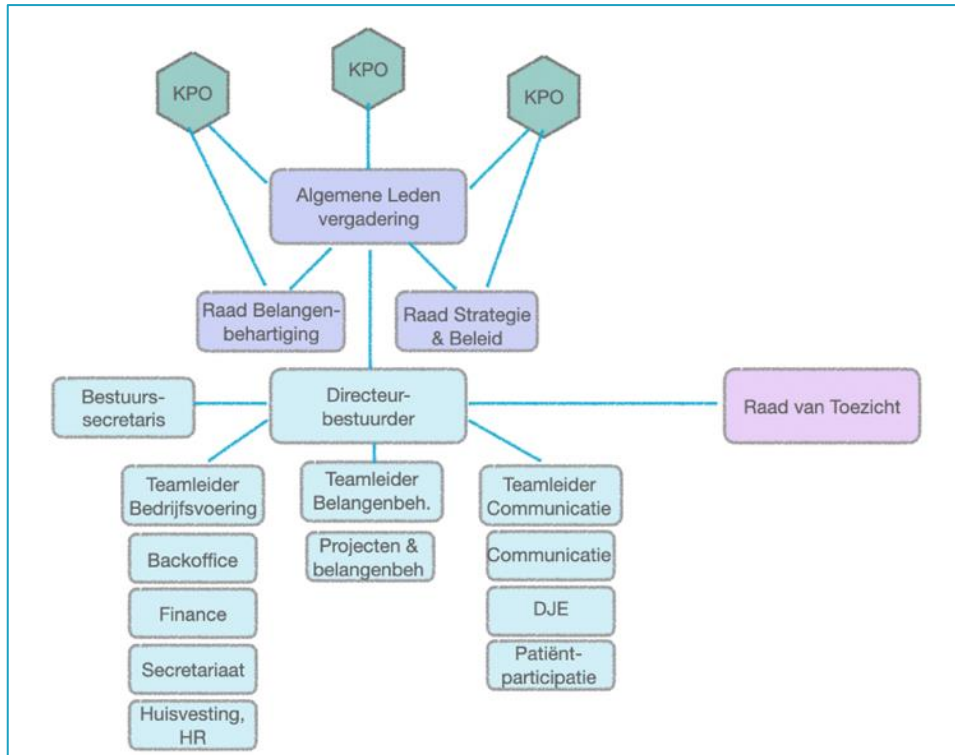 KPO
KPO
KPO
Algemene Leden
vergadering
Raad Belangen-
behartiging
Raad Strategie
& Beleid
Bestuurs-
secretaris
Directeur-
bestuurder
Raad van Toezicht
Teamleider
Bedrijfsvoering
Backoffice
Finance
Secretariaat
Huisvesting,
HR
Teamleider
Belangenbeh.
Projecten &
belangenbeh
Teamleider
Communicatie
Communicatie
DJE
Patiënt-
participatie